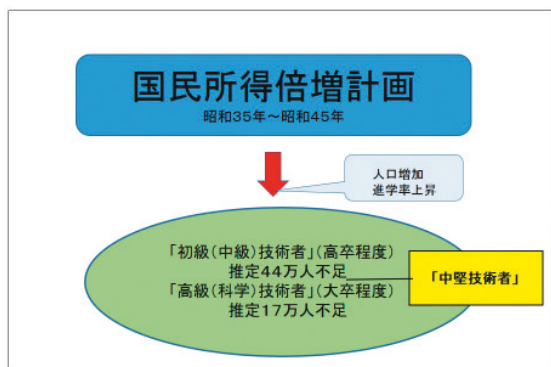 国民所得倍増計画
昭和35年～昭和45年
人口増加
進学率上昇
「初級(中級)技術者」(高卒程度)
推定44万人不足
「高級(科学)技術者」(大卒程度)
推定17万人不足
「中堅技術者」